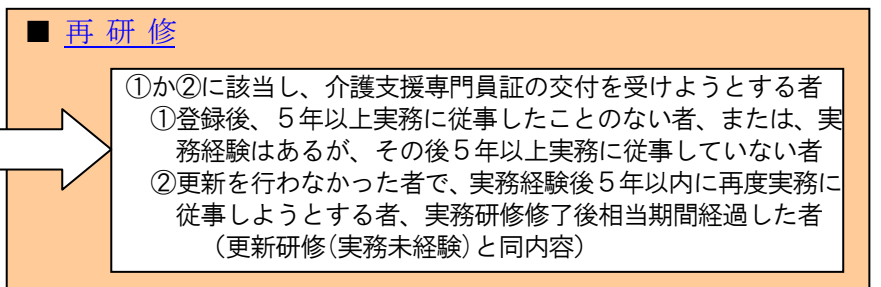 ■ 再 研 修
①か②に該当し、介護支援専門員証の交付を受けようとする者
①登録後、５年以上実務に従事したことのない者、または、実
務経験はあるが、その後５年以上実務に従事していない者
②更新を行わなかった者で、実務経験後５年以内に再度実務に
従事しようとする者、実務研修修了後相当期間経過した者
（更新研修(実務未経験)と同内容）